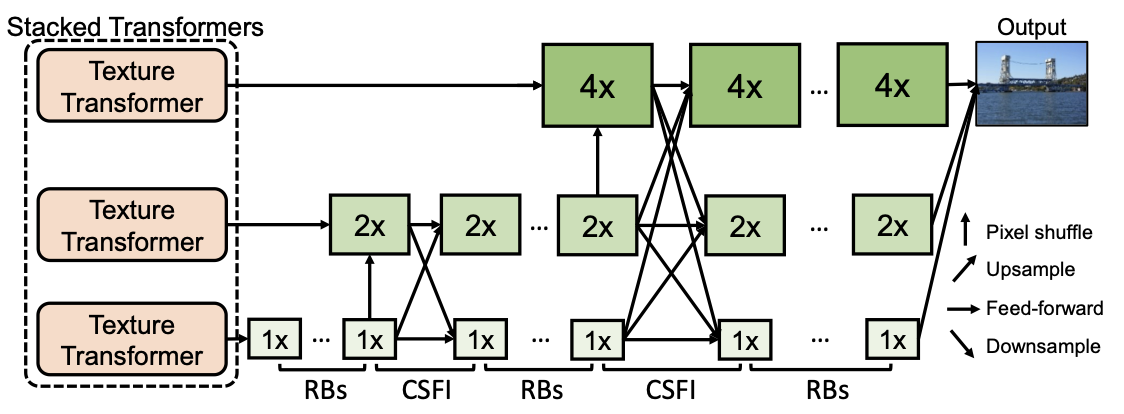 Stacked Transformers
Output
Texture
Transformer
4x
4x
...
4x
Texture
Transformer
2x
2x
...
2x
2x
...
2x
Pixel shuffle
Upsample
Feed-forward
Downsample
Texture
Transformer
1x
...
1x
1x
...
1x
1x
...
1x
RBs
CSFI
RBs
CSFI
RBs